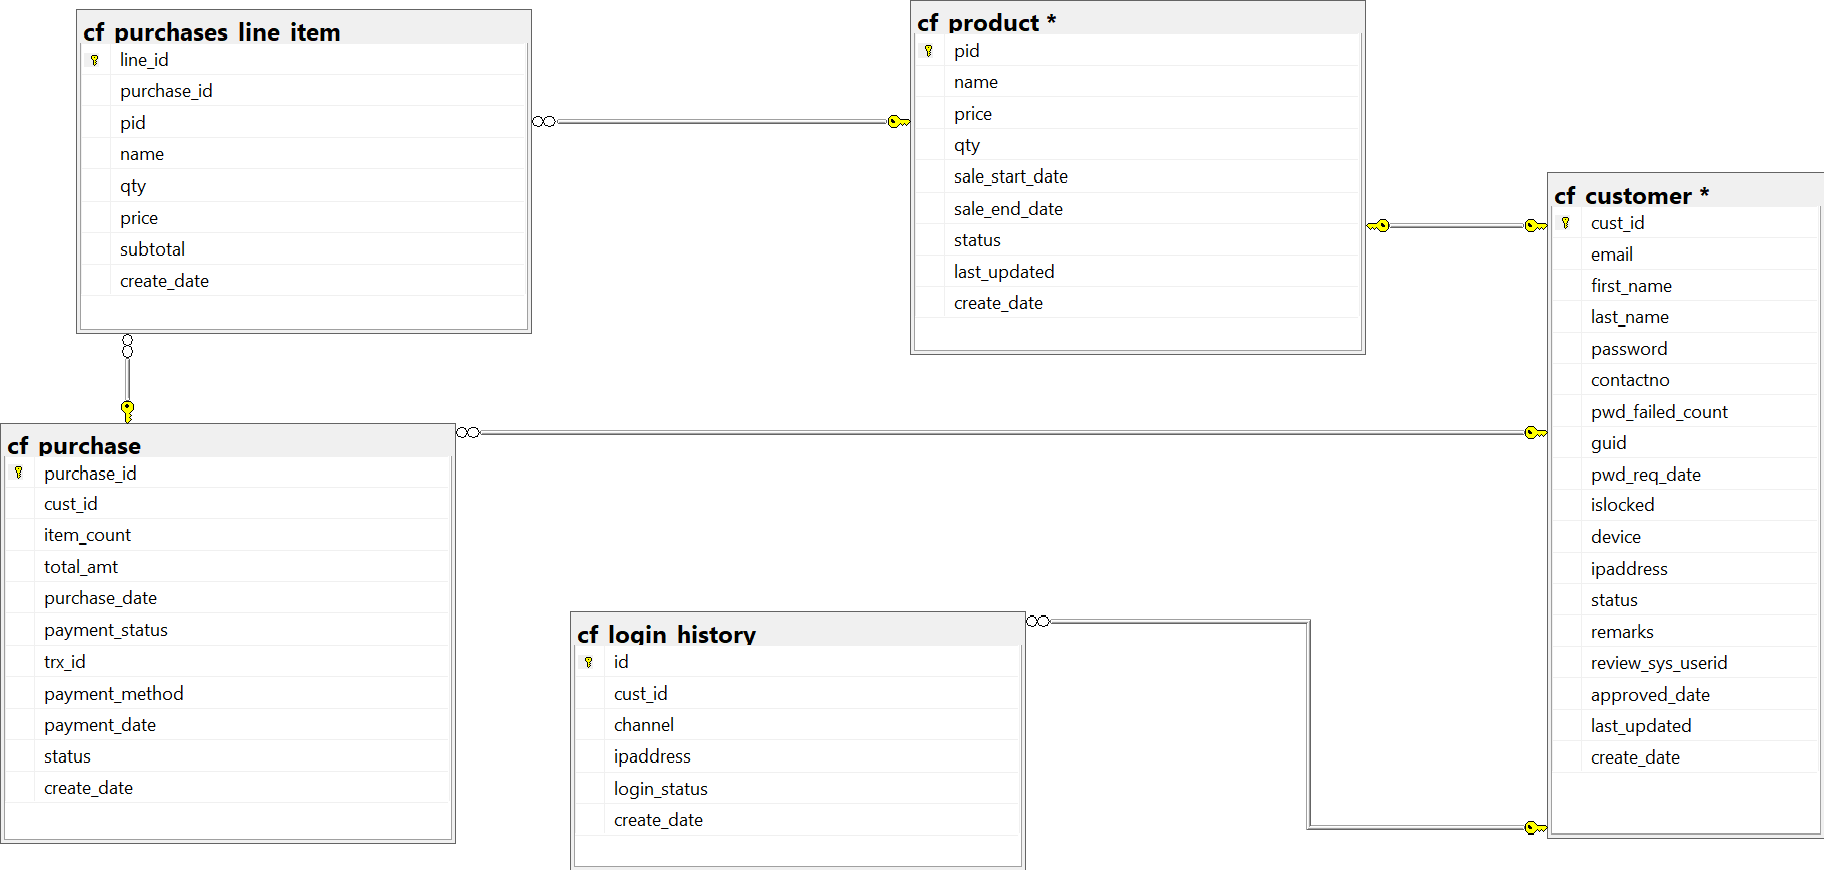 cf_purchases_line_item
line_id
purchase_id
pid
name
qty
price
subtotal
create_date
cf_product *
pid
name
price
qty
sale_start_date
sale_end_date
status
last_updated
create_date
cf_customer *
cust_id
email
first_name
last_name
password
contactno
pwd_failed_count
guid
pwd_req_date
islocked
device
ipaddress
status
remarks
review_sys_userid
approved_date
last_updated
create_date
cf_purchase
purchase_id
cust_id
item_count
total_amt
purchase_date
payment_status
trx_id
payment_method
payment_date
status
create_date
cf_login_history
id
cust_id
channel
ipaddress
login_status
create_date